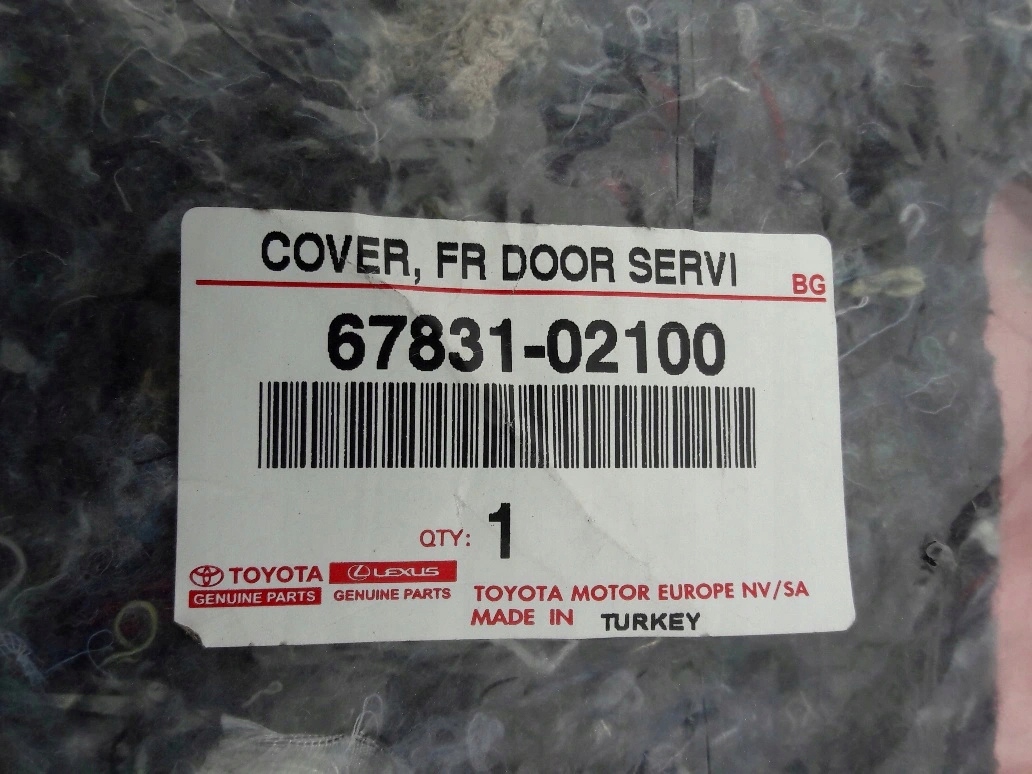 COVER, FR DOOR SERVI
BG
67831-02100
QTY: 1
TOYOTA LEXUS
GENUINE PARTS GENUINE PARTS
TOYOTA MOTOR EUROPE NV/SA
MADE IN TURKEY